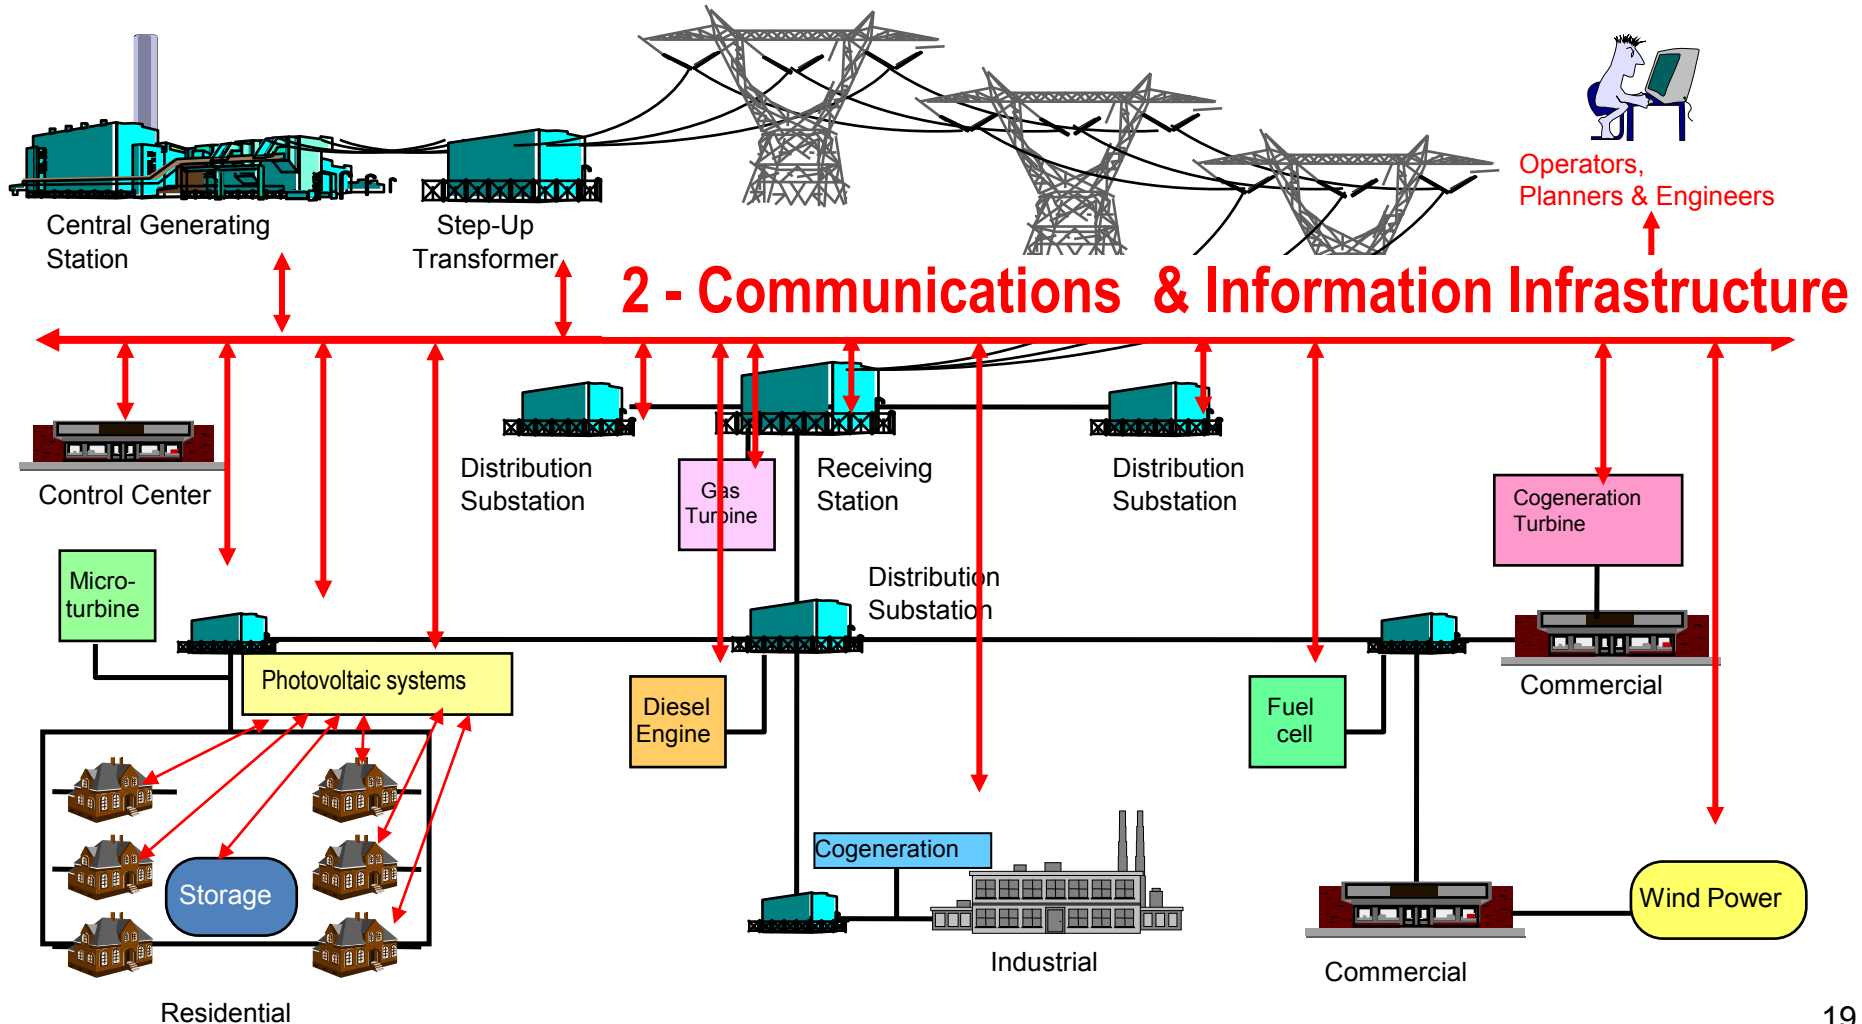 Operators,
Planners & Engineers
Central Generating
Station
Step-Up
Transformer
2 - Communications & Information Infrastructure
Control Center
Distribution
Substation
Gas
Turbine
Receiving
Station
Distribution
Substation
Cogeneration
Turbine
Micro-
turbine
Distribution
Substation
Photovoltaic systems
Diesel
Engine
Fuel
cell
Commercial
Storage
Cogeneration
Wind Power
Industrial
Commercial
Residential
19